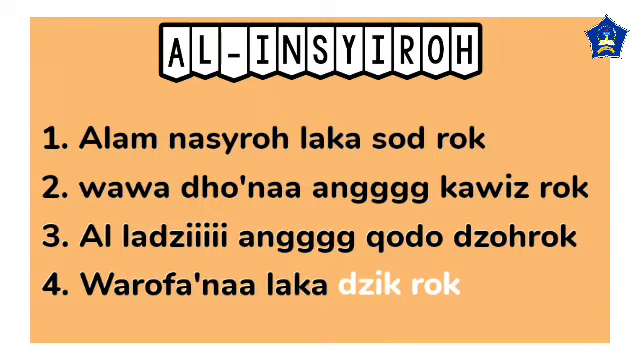 AL-INSYIROH
1. Alam nasyroh laka sod rok
2. wawa dho'naa angggg kawiz rok
3. Al ladziiiii angggg qodo dzohrok
4. Warofa'naa laka dzik rok